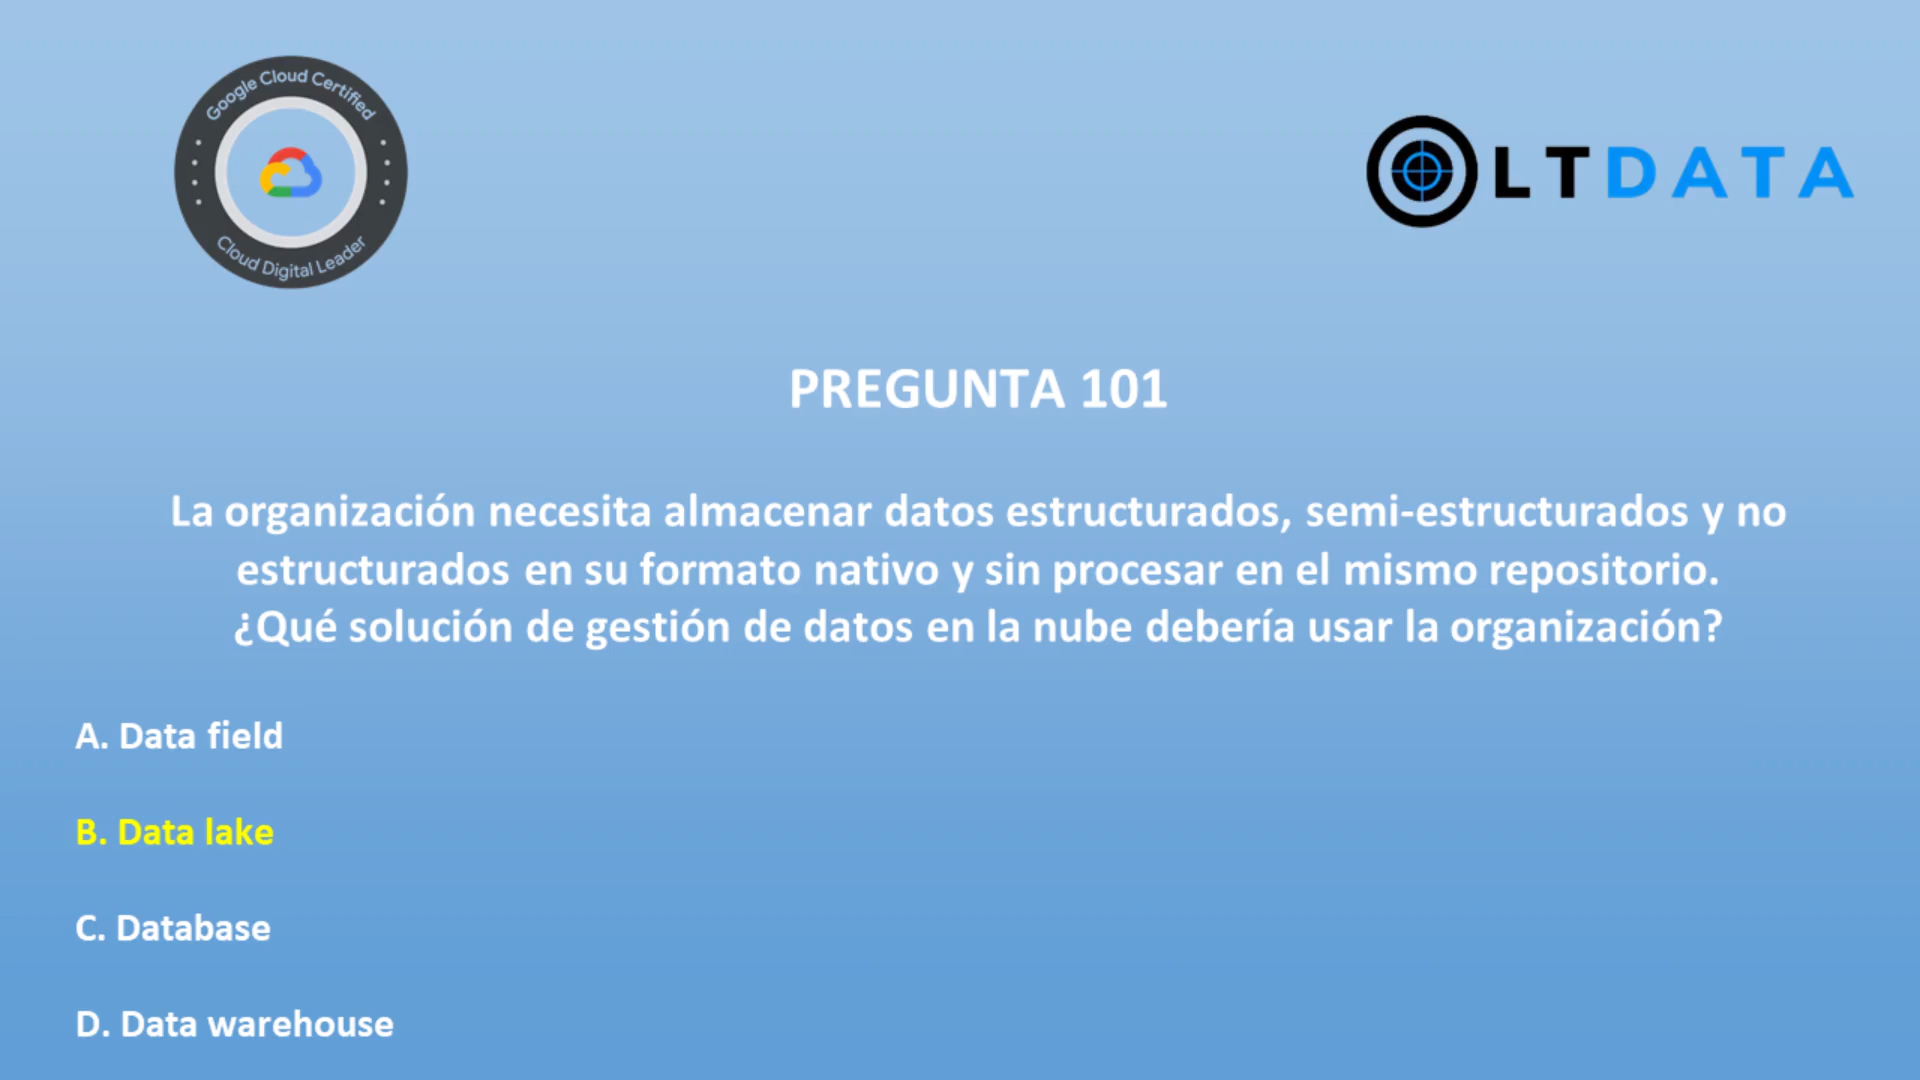 Google Cloud Certified
Cloud Digital Leader
LTDATA
PREGUNTA 101
La organización necesita almacenar datos estructurados, semi-estructurados y no
estructurados en su formato nativo y sin procesar en el mismo repositorio.
¿Qué solución de gestión de datos en la nube debería usar la organización?
A. Data field
B. Data lake
C. Database
D. Data warehouse